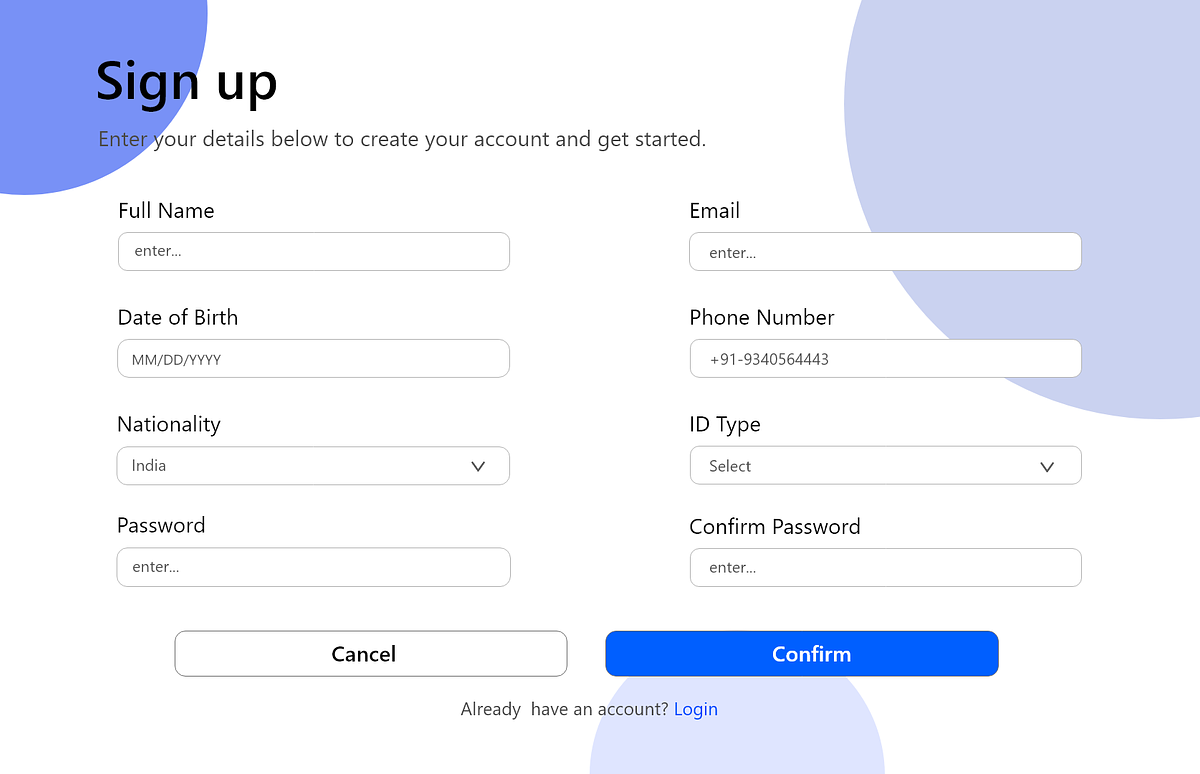 Sign up
Enter your details below to create your account and get started.
Full Name
enter...
Email
enter...
Date of Birth
MM/DD/YYYY
Phone Number
+91-9340564443
Nationality
India
ID Type
Select
Password
enter...
Confirm Password
enter...
Cancel
Confirm
Already have an account? Login